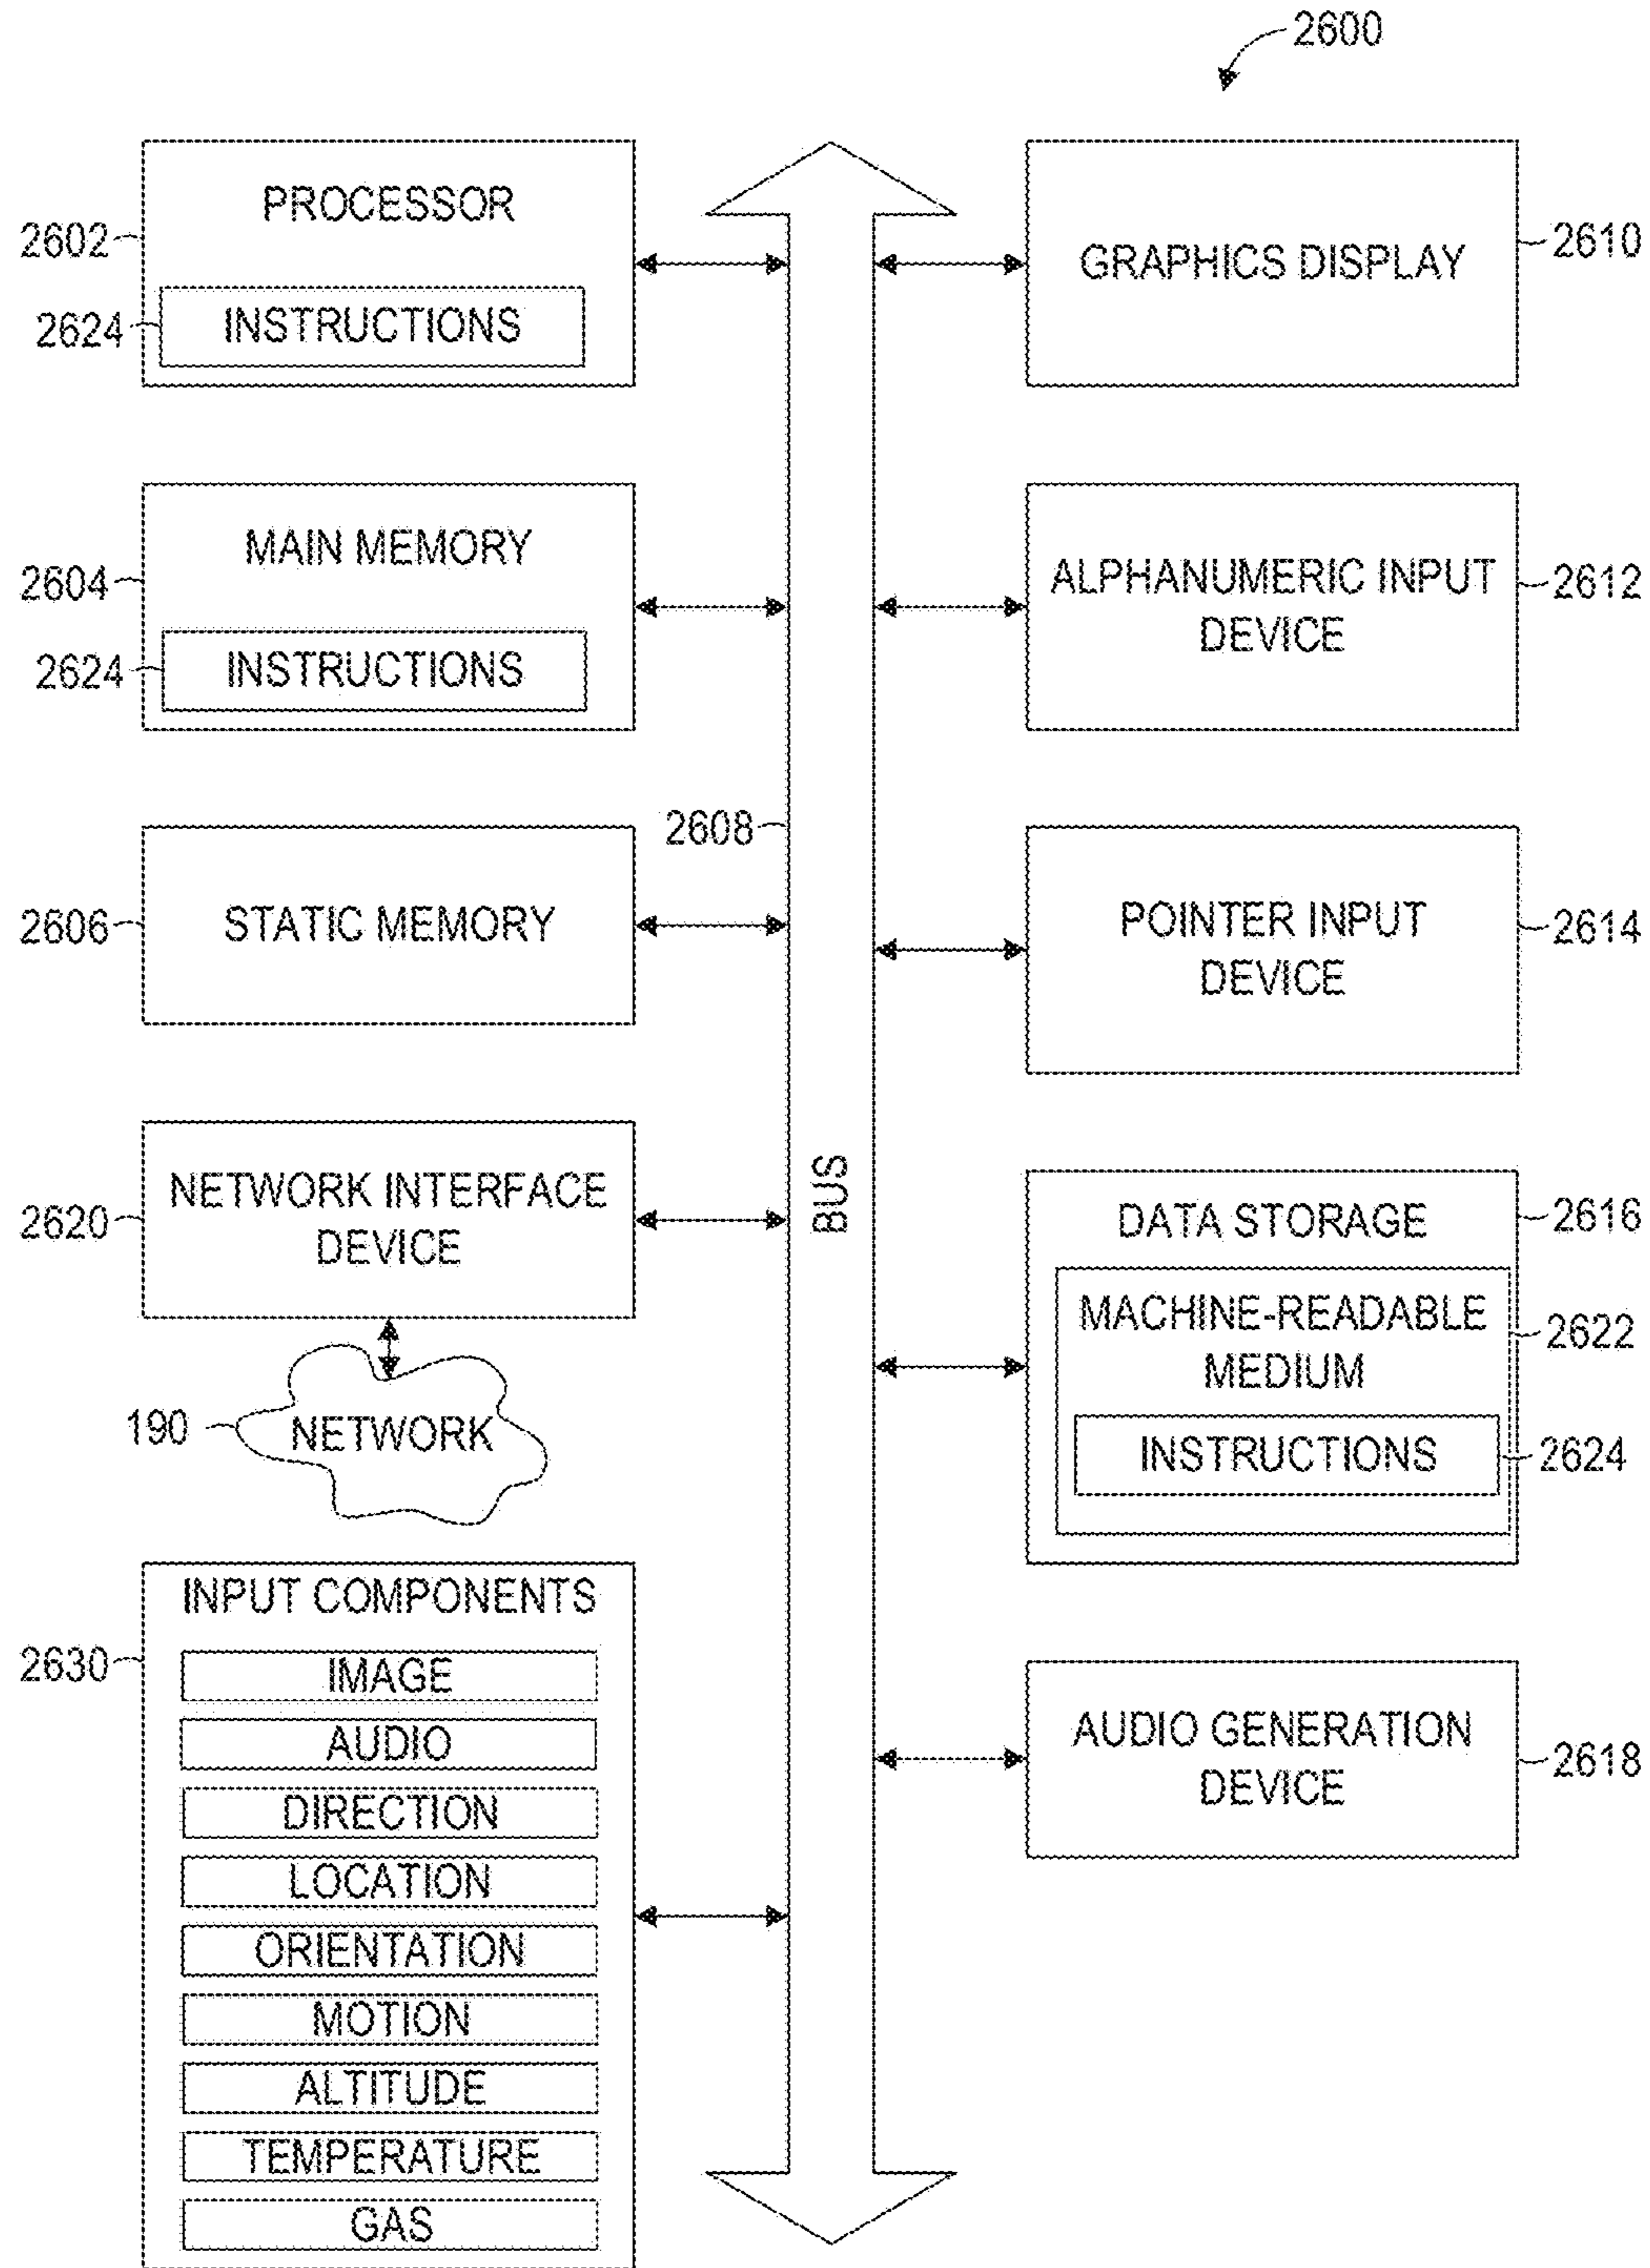 2600
PROCESSOR
2602
2624
INSTRUCTIONS
MAIN MEMORY
2604
2624
INSTRUCTIONS
2606
STATIC MEMORY
2620
NETWORK INTERFACE
DEVICE
190
NETWORK
INPUT COMPONENTS
2630
IMAGE
AUDIO
DIRECTION
LOCATION
ORIENTATION
MOTION
ALTITUDE
TEMPERATURE
GAS
2608
BUS
GRAPHICS DISPLAY
2610
ALPHANUMERIC INPUT
DEVICE
2612
POINTER INPUT
DEVICE
2614
DATA STORAGE
2616
MACHINE-READABLE
MEDIUM
2622
INSTRUCTIONS
2624
AUDIO GENERATION
DEVICE
2618